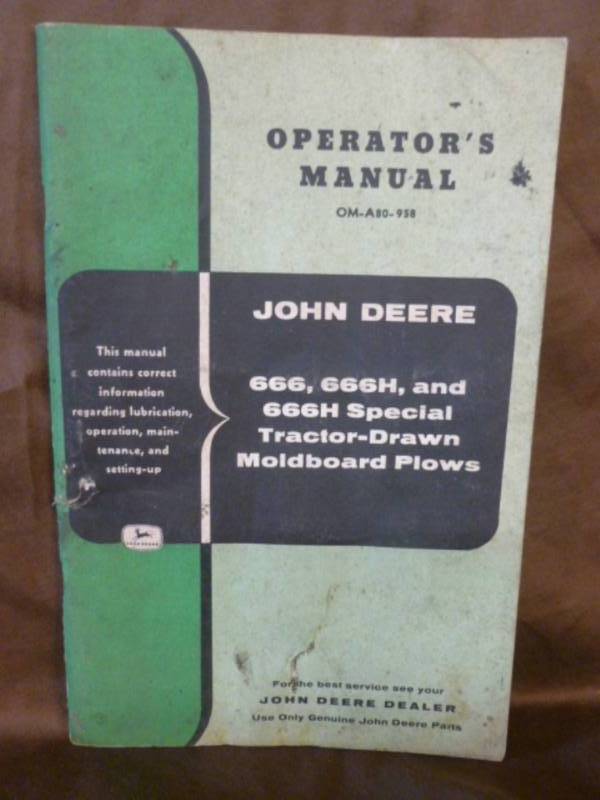 OPERATOR'S
MANUAL
OM-A80-958
JOHN DEERE
666, 666H, and
666H Special
Tractor-Drawn
Moldboard Plows
This manual
contains correct
information
regarding lubrication,
operation, main-
tenance, and
setting-up
JOHN DEERE
For the best service see your
JOHN DEERE DEALER
Use Only Genuine John Deere Parts